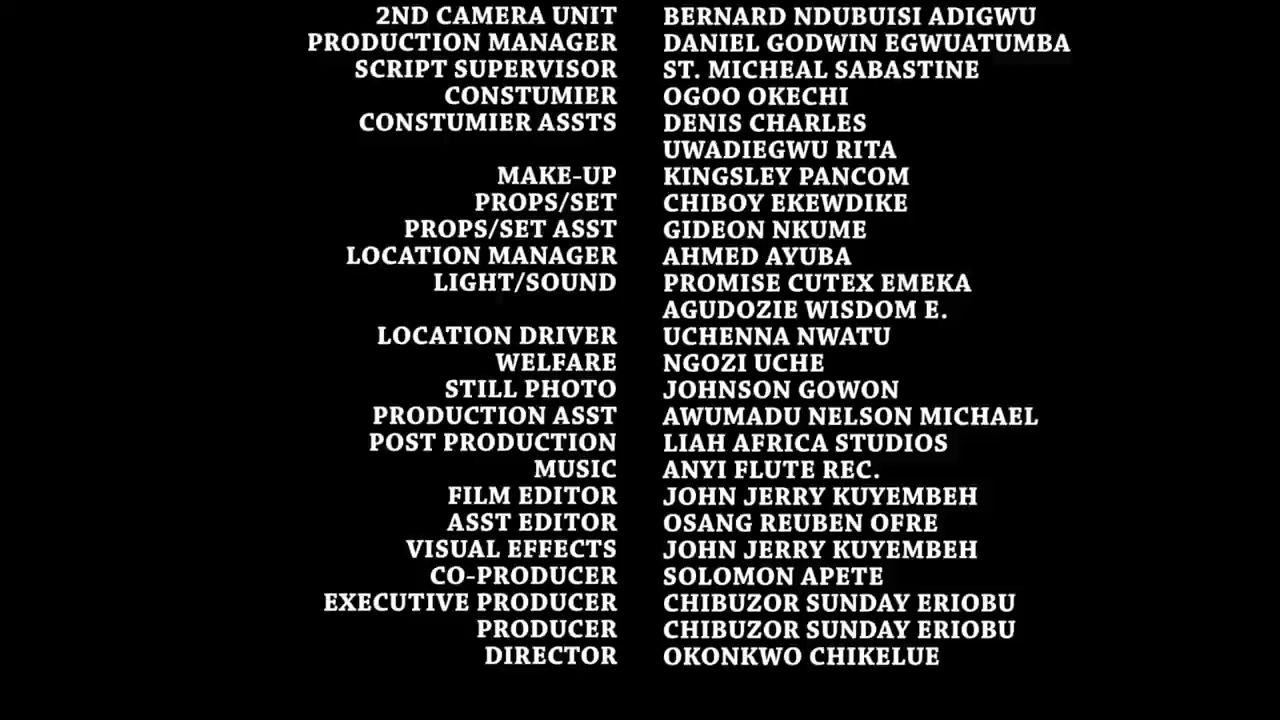 2ND CAMERA UNIT BERNARD NDUBUISI ADIGWU
PRODUCTION MANAGER DANIEL GODWIN EGWUATUMBA
SCRIPT SUPERVISOR ST. MICHEAL SABASTINE
CONSTUMIER OGOO OKECHI
CONSTUMIER ASSTS DENIS CHARLES
UWADIEGWU RITA
MAKE-UP KINGSLEY PANCOM
PROPS/SET CHIBOY EKEWDIKE
PROPS/SET ASST GIDEON NKUME
LOCATION MANAGER AHMED AYUBA
LIGHT/SOUND PROMISE CUTEX EMEKA
AGUDOZIE WISDOM E.
LOCATION DRIVER UCHENNA NWATU
WELFARE NGOZI UCHE
STILL PHOTO JOHNSON GOWON
PRODUCTION ASST AWUMADU NELSON MICHAEL
POST PRODUCTION LIAH AFRICA STUDIOS
MUSIC ANYI FLUTE REC.
FILM EDITOR JOHN JERRY KUYEMBEH
ASST EDITOR OSANG REUBEN OFRE
VISUAL EFFECTS JOHN JERRY KUYEMBEH
CO-PRODUCER SOLOMON APETE
EXECUTIVE PRODUCER CHIBUZOR SUNDAY ERIOBU
PRODUCER CHIBUZOR SUNDAY ERIOBU
DIRECTOR OKONKWO CHIKELUE